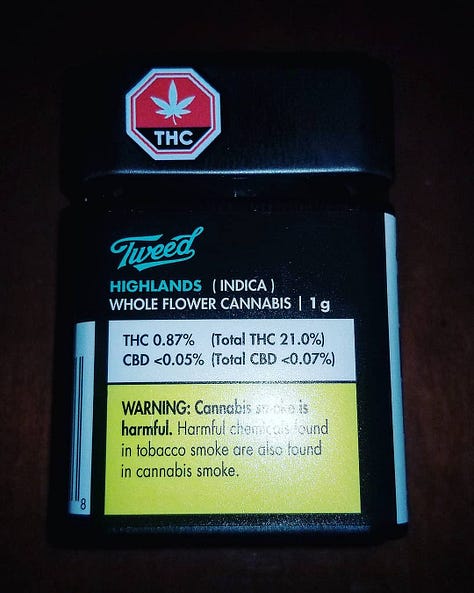 THC
Tweed
HIGHLANDS (INDICA)
WHOLE FLOWER CANNABIS | 1 g
THC 0.87% (Total THC 21.0%)
CBD <0.05% (Total CBD <0.07%)
WARNING: Cannabis smoke is
harmful. Harmful chemicals found
in tobacco smoke are also found
in cannabis smoke.
8